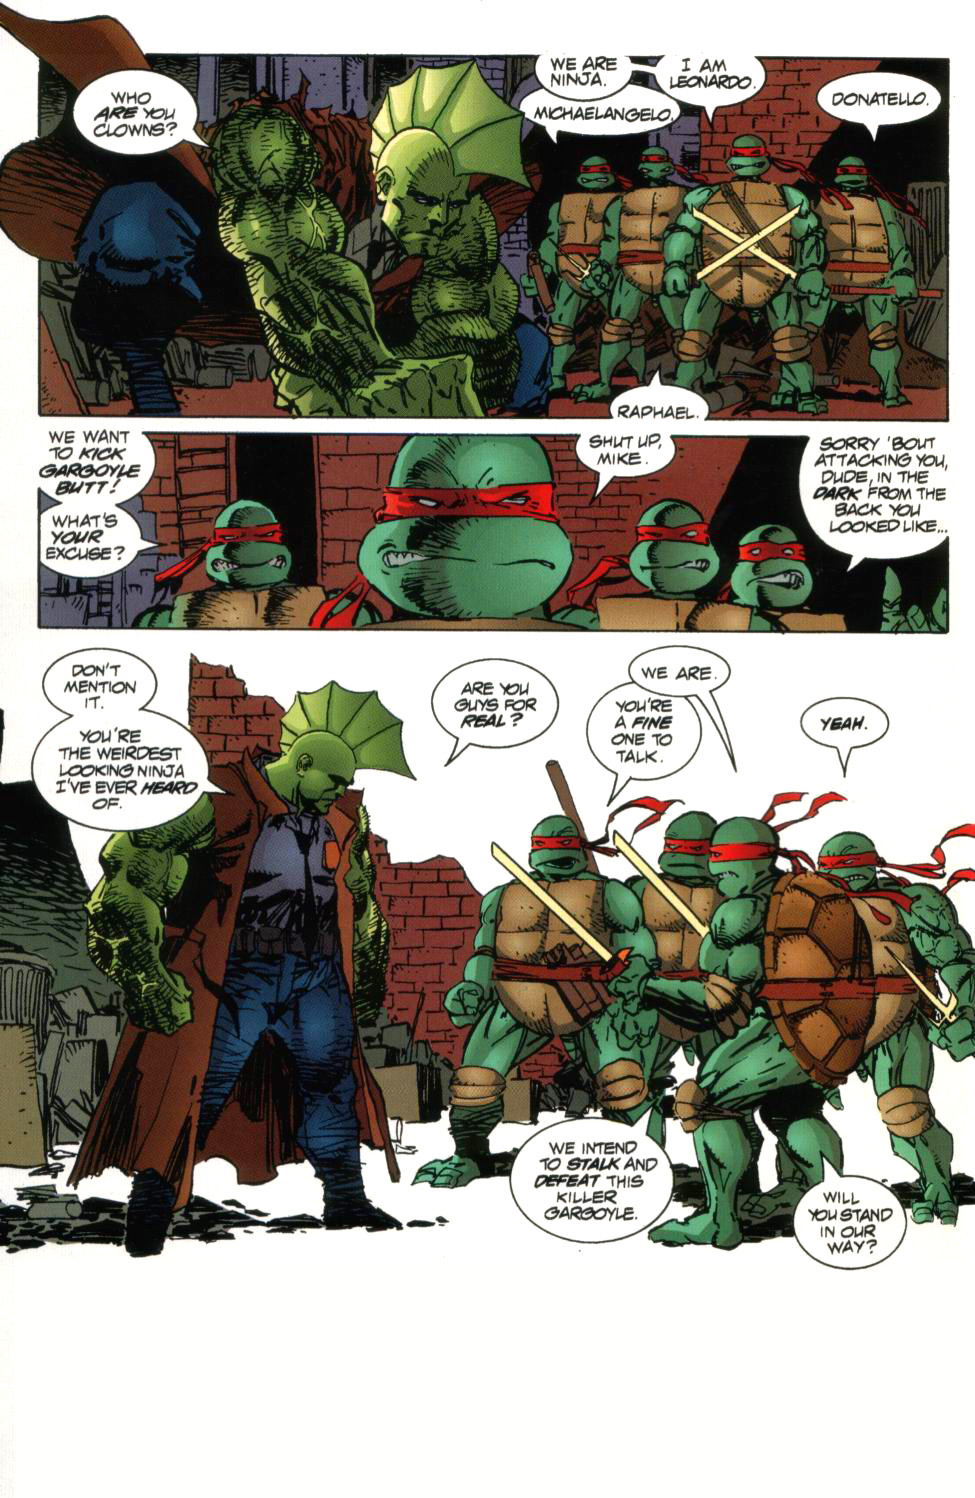 WHO
ARE YOU
CLOWNS?
WE ARE
NINJA.
I AM
LEONARDO.
MICHAELANGELO.
DONATELLO.
RAPHAEL.
WE WANT
TO KICK
GARGOYLE
BUTT!
WHAT'S
YOUR
EXCUSE?
SHUT UP,
MIKE.
SORRY 'BOUT
ATTACKING YOU,
DUDE, IN THE
DARK FROM THE
BACK YOU
LOOKED LIKE...
DON'T
MENTION
IT.
YOU'RE
THE WEIRDEST
LOOKING NINJA
I'VE EVER HEARD
OF.
ARE YOU
GUYS FOR
REAL?
YOU'RE
A FINE
ONE TO
TALK.
WE ARE.
YEAH.
WE INTEND
TO STALK AND
DEFEAT THIS
KILLER
GARGOYLE.
WILL
YOU STAND
IN OUR
WAY?